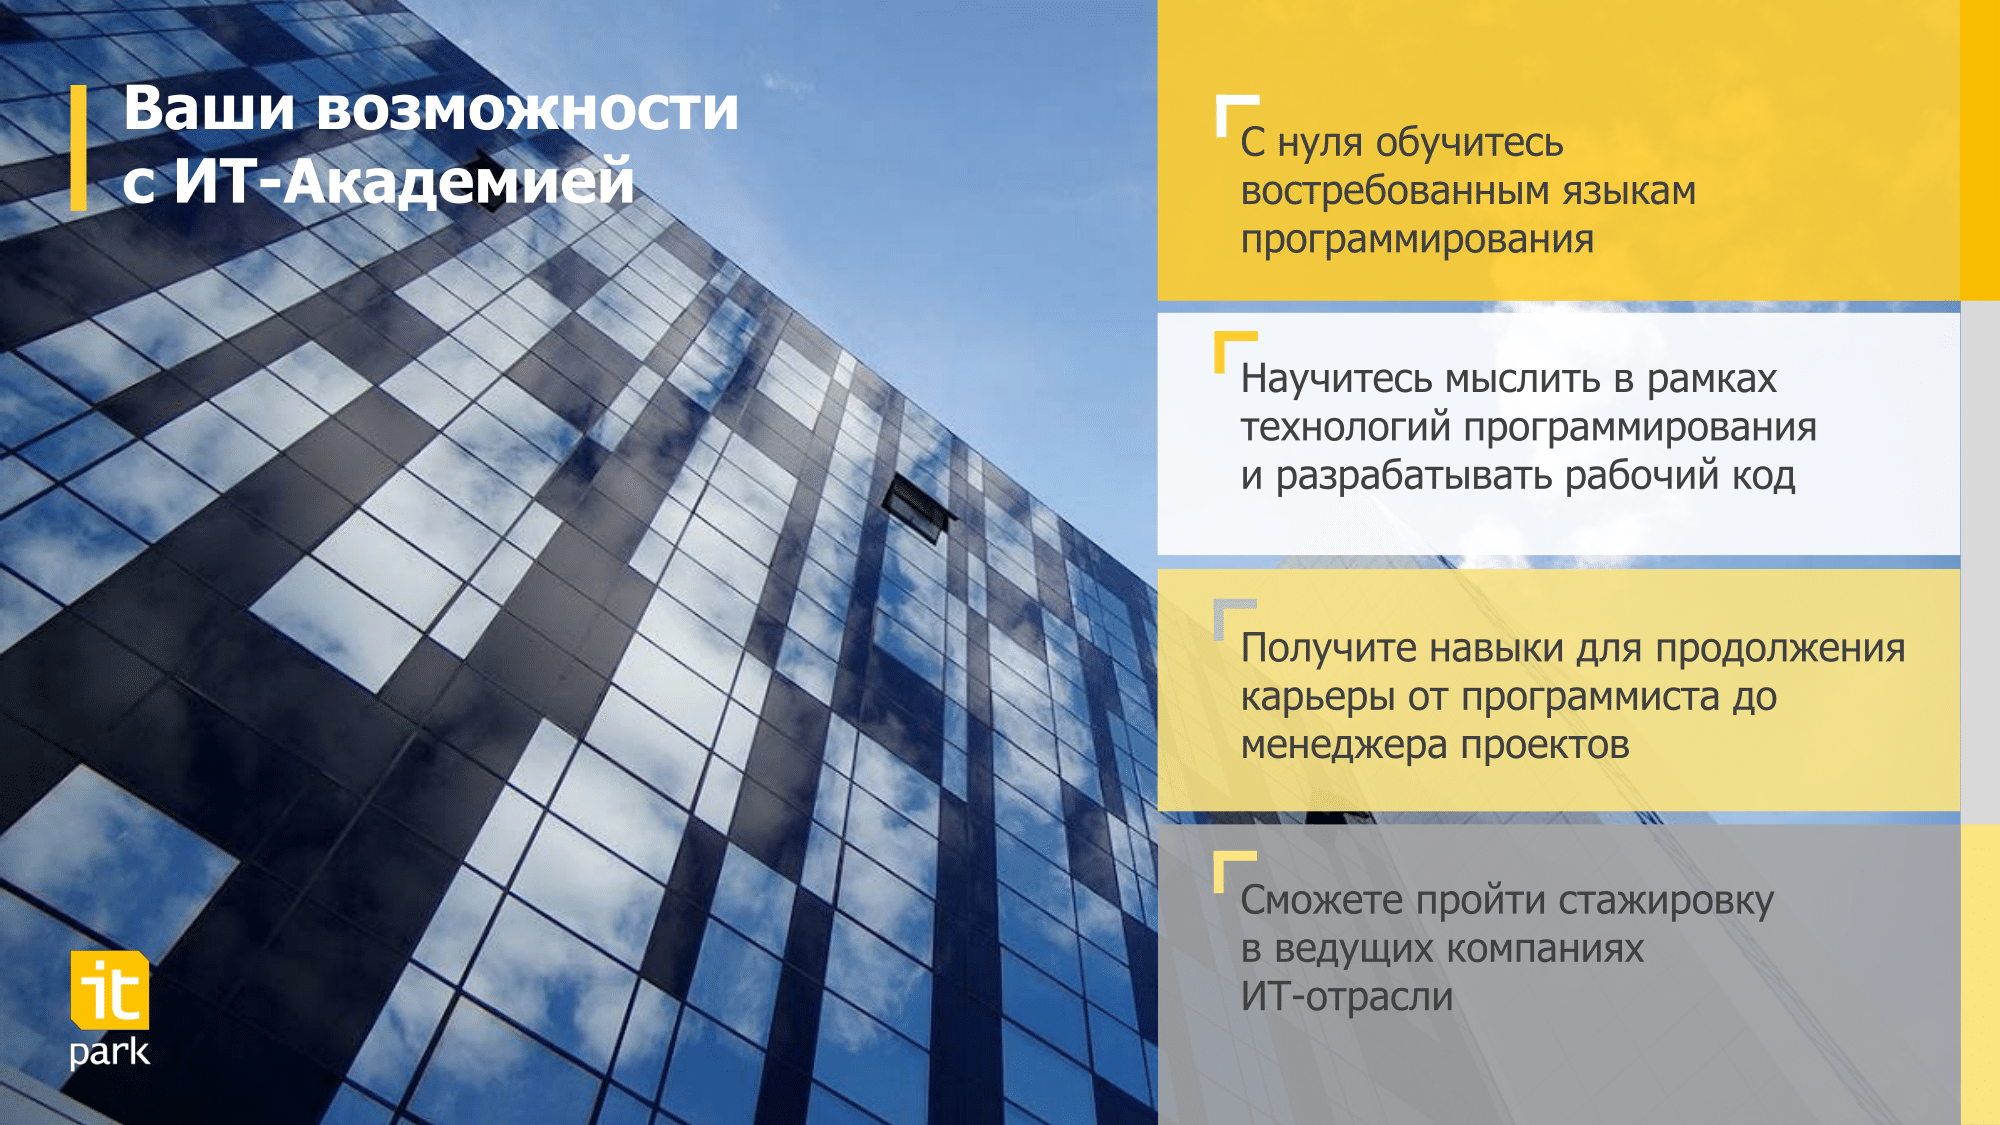 Ваши возможности
с ИТ-Академией
С нуля обучитесь
востребованным языкам
программирования
Научитесь мыслить в рамках
технологий программирования
и разрабатывать рабочий код
Получите навыки для продолжения
карьеры от программиста до
менеджера проектов
Сможете пройти стажировку
в ведущих компаниях
ИТ-отрасли
it
park